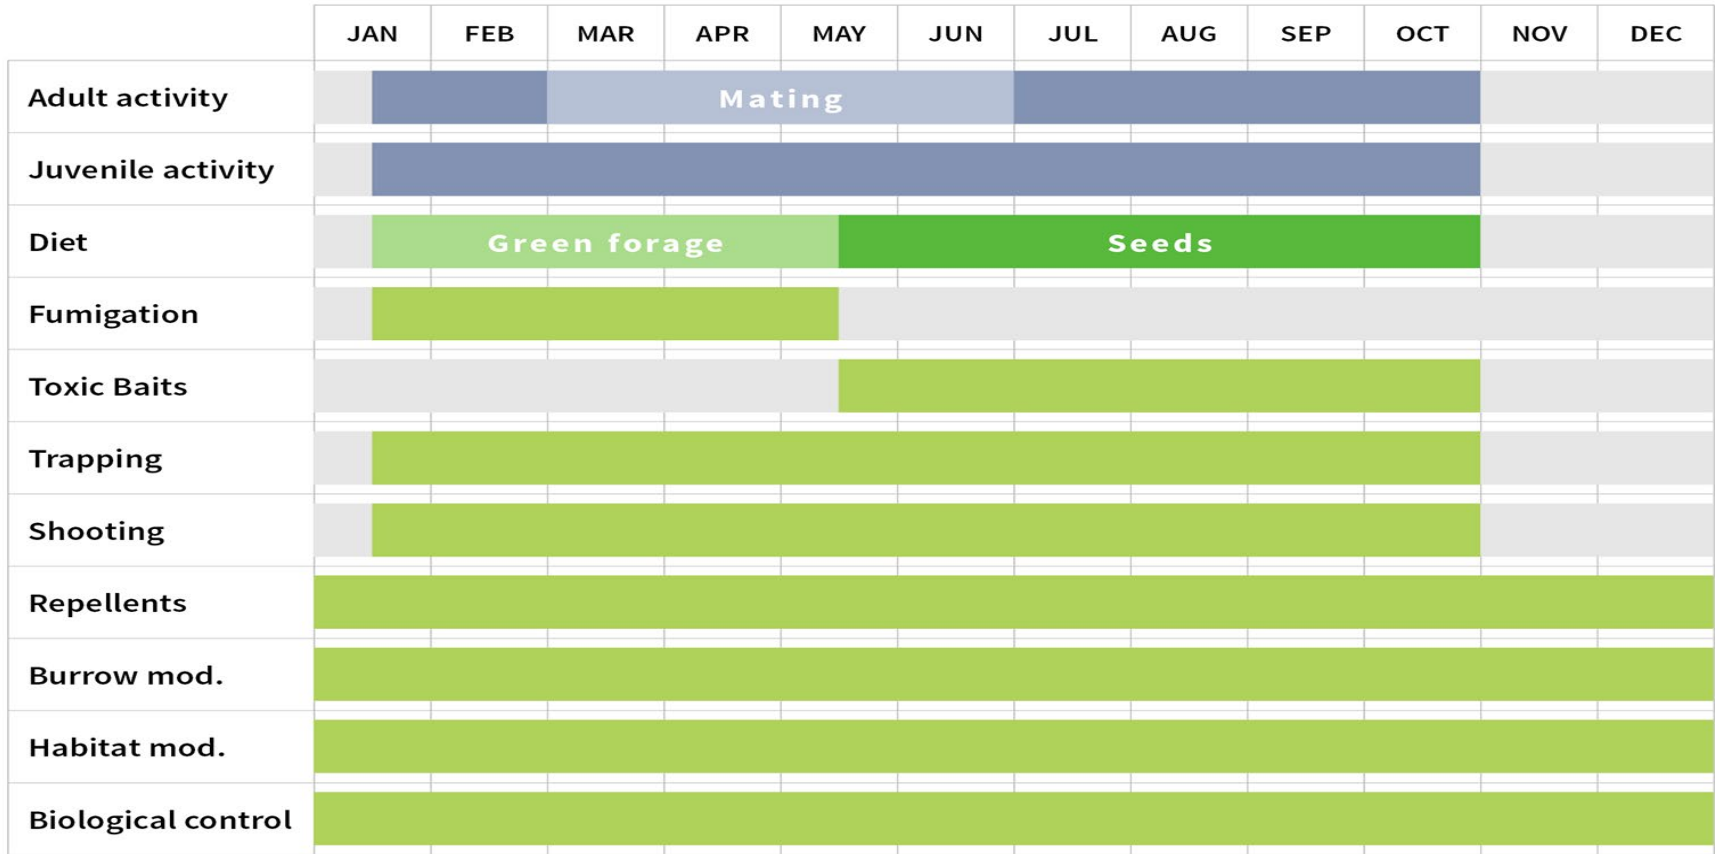 JAN FEB MAR APR MAY JUN JUL AUG SEP OCT NOV DEC
Adult activity Mating
Juvenile activity
Diet Green forage Seeds
Fumigation
Toxic Baits
Trapping
Shooting
Repellents
Burrow mod.
Habitat mod.
Biological control